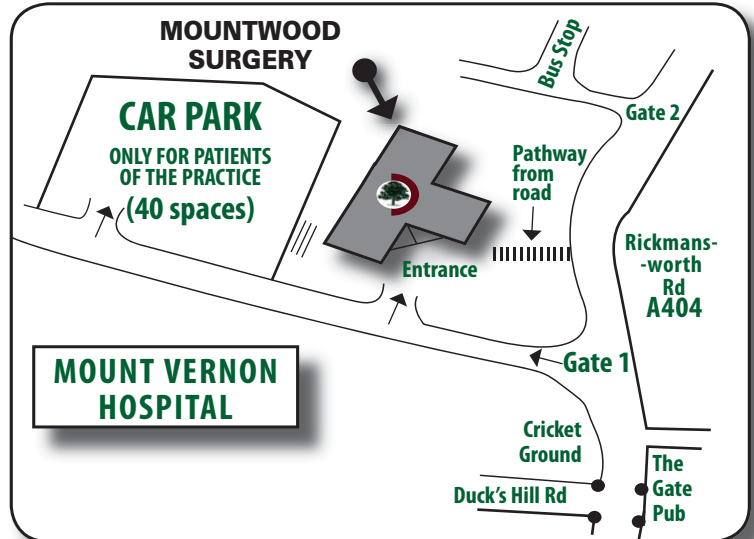 MOUNTWOOD
SURGERY
Bus Stop
CAR PARK
ONLY FOR PATIENTS
OF THE PRACTICE
(40 spaces)
Gate 2
Pathway
from
road
Entrance
Rickmans-
-worth
Rd
A404
Gate 1
MOUNT VERNON
HOSPITAL
Cricket
Ground
Duck's Hill Rd
The
Gate
Pub